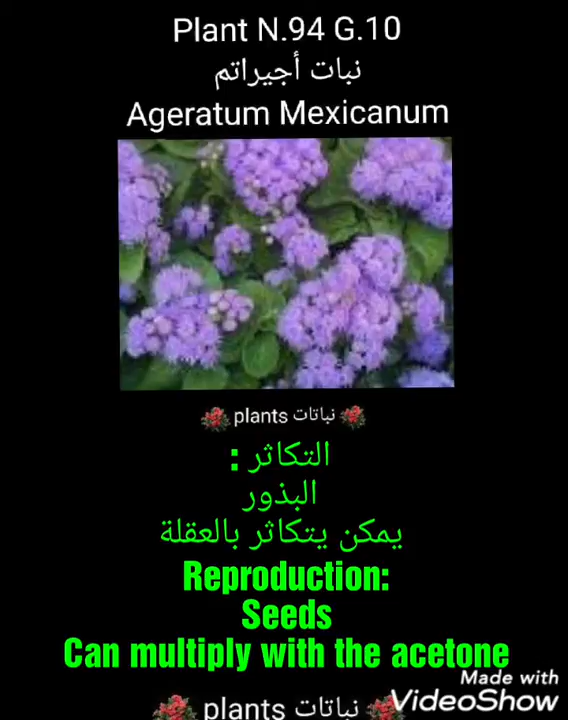 Plant N.94 G.10
نبات أجيراتم
Ageratum Mexicanum
نباتات plants
التكاثر :
البذور
يمكن يتكاثر بالعقلة
Reproduction:
Seeds
Can multiply with the acetone
Made with
VideoShow
نباتات plants